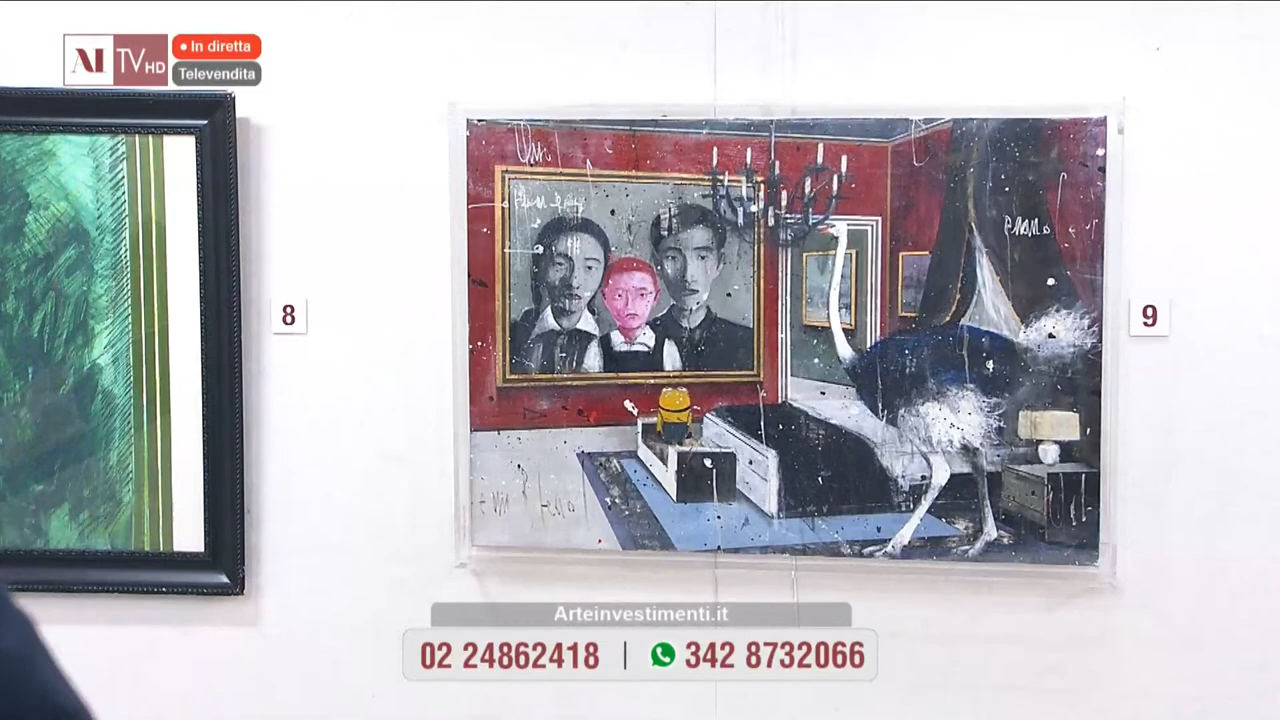 AI TV HD
In diretta
Televendita
8
9
Arteinvestimenti.it
02 24862418 | 342 8732066